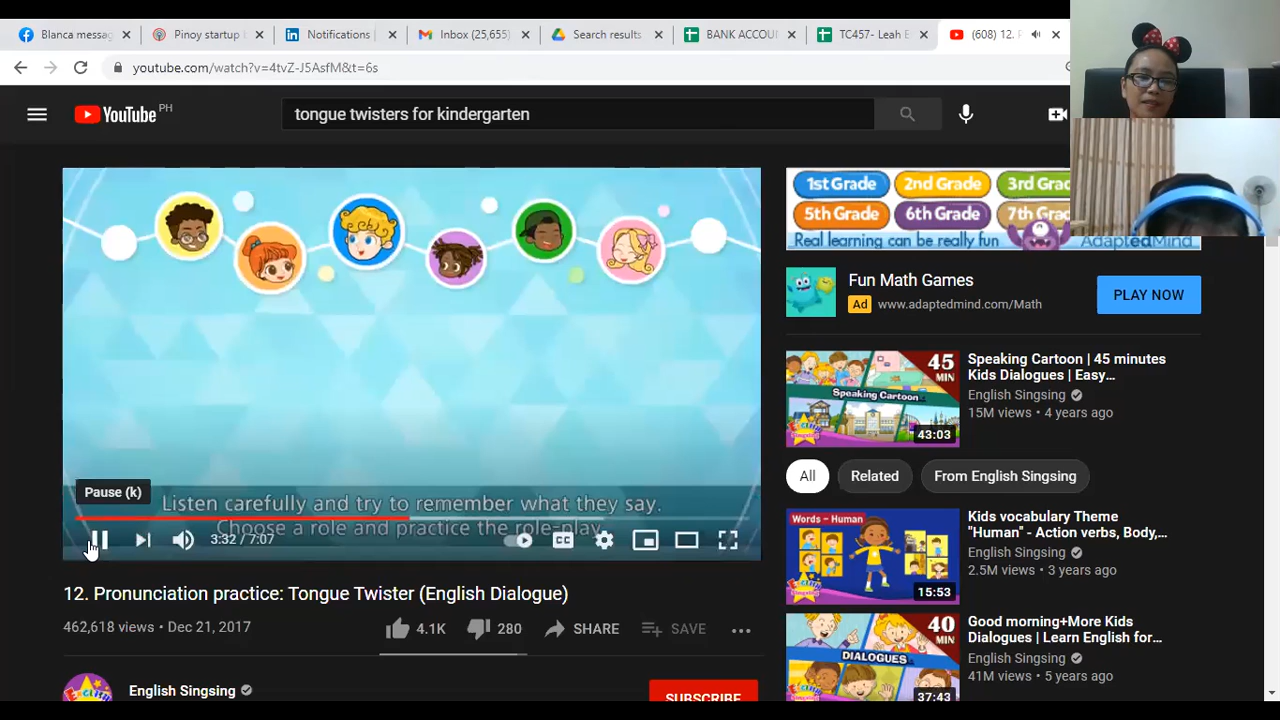 Blanca messag
Pinoy startup
Notifications (
Inbox (25,655)
Search results
BANK ACCOU
TC457- Leah E
(608) 12. P
youtube.com/watch?v=4tvZ-J5AsfM&t=6s
YouTube PH
tongue twisters for kindergarten
1st Grade 2nd Grade 3rd Gra
5th Grade 6th Grade 7th
Real learning can be really fun AdaptedMind
Fun Math Games
Ad www.adaptedmind.com/Math
PLAY NOW
Pause (k)
Listen carefully and try to remember what they say.
Choose a role and practice the role-play.
3:32 / 7:07
CC
12. Pronunciation practice: Tongue Twister (English Dialogue)
462,618 views • Dec 21, 2017
4.1K 280 SHARE SAVE
English Singsing
SUBSCRIBE
45 MIN
Speaking Cartoon
43:03
Speaking Cartoon | 45 minutes
Kids Dialogues | Easy…
English Singsing
15M views • 4 years ago
All Related From English Singsing
Words – Human
15:53
Kids vocabulary Theme
"Human" - Action verbs, Body,…
English Singsing
2.5M views • 3 years ago
40 MIN
DIALOGUES
37:43
Good morning+More Kids
Dialogues | Learn English for…
English Singsing
41M views • 5 years ago